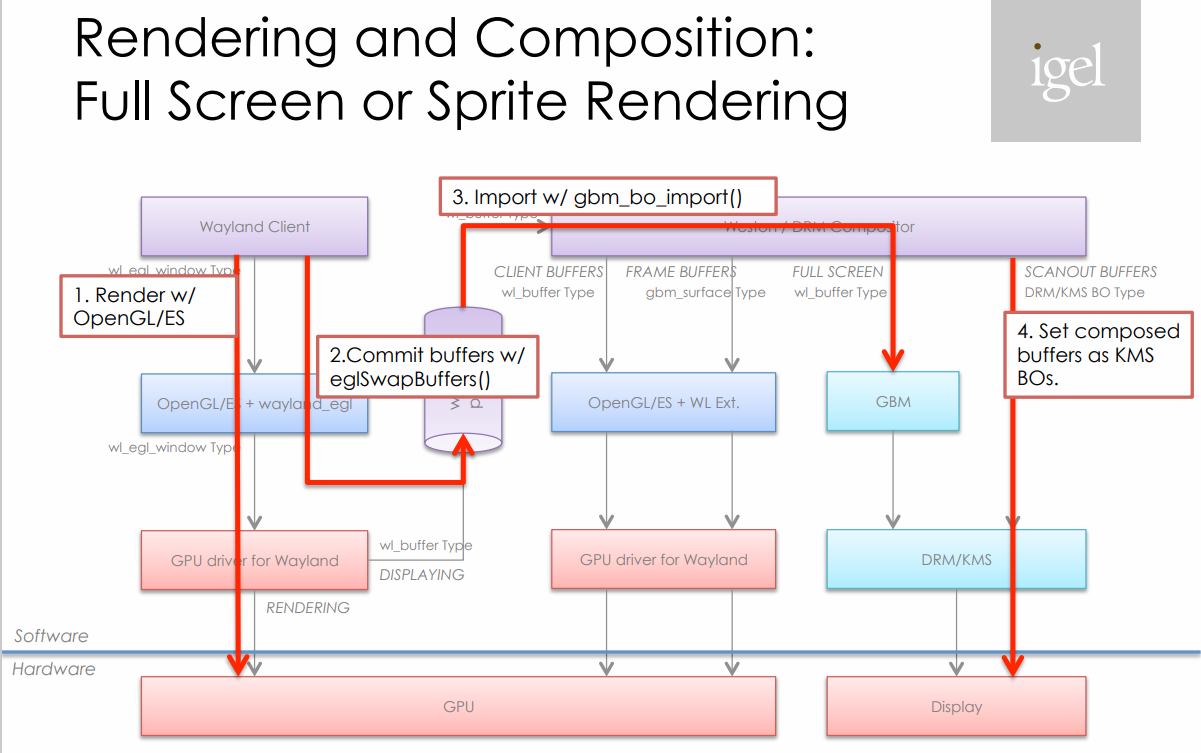 Rendering and Composition:
Full Screen or Sprite Rendering
igel
3. Import w/ gbm_bo_import()
wl_buffer Type
Wayland Client
Weston / DRM Compositor
wl_egl_window Type
CLIENT BUFFERS
wl_buffer Type
FRAME BUFFERS
gbm_surface Type
FULL SCREEN
wl_buffer Type
SCANOUT BUFFERS
DRM/KMS BO Type
1. Render w/
OpenGL/ES
2.Commit buffers w/
eglSwapBuffers()
4. Set composed
buffers as KMS
BOs.
OpenGL/ES + wayland_egl
OpenGL/ES + WL Ext.
GBM
wl_egl_window Type
GPU driver for Wayland
wl_buffer Type
DISPLAYING
GPU driver for Wayland
DRM/KMS
RENDERING
Software
Hardware
GPU
Display